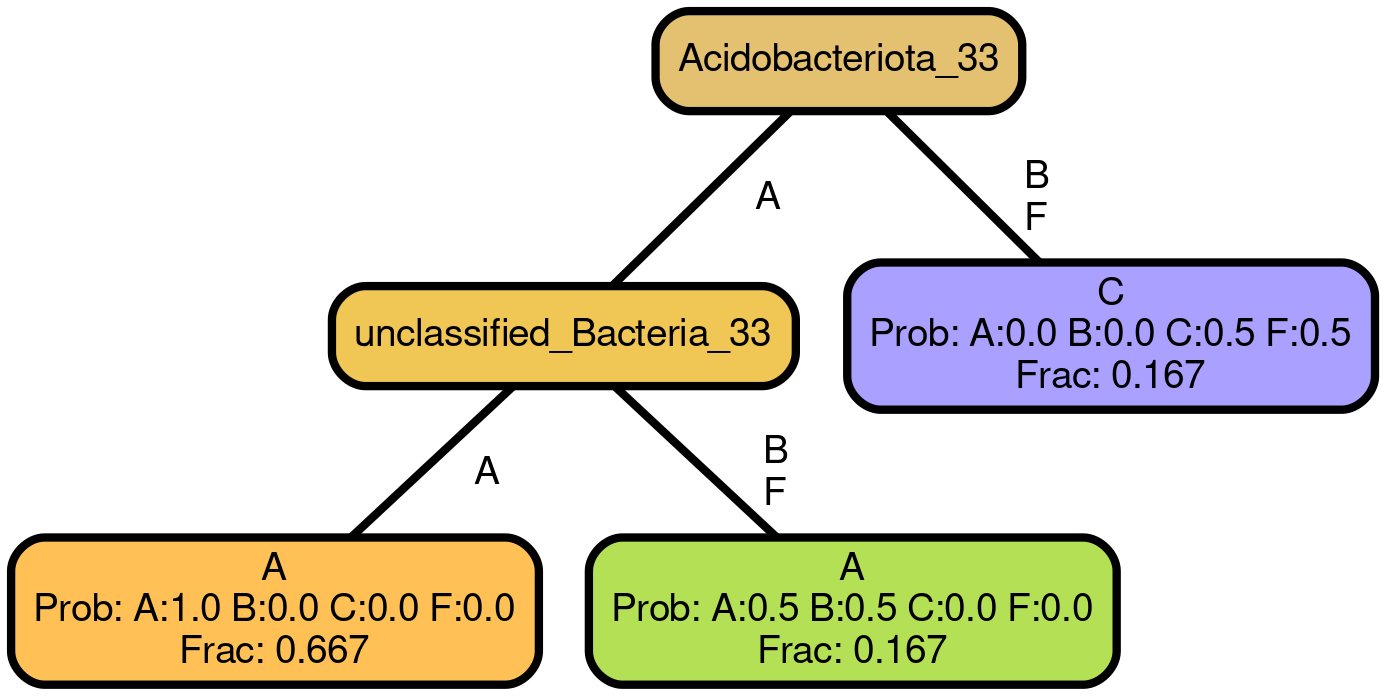 Acidobacteriota_33
A
B
F
unclassified_Bacteria_33
C
Prob: A:0.0 B:0.0 C:0.5 F:0.5
Frac: 0.167
A
B
F
A
Prob: A:1.0 B:0.0 C:0.0 F:0.0
Frac: 0.667
A
Prob: A:0.5 B:0.5 C:0.0 F:0.0
Frac: 0.167